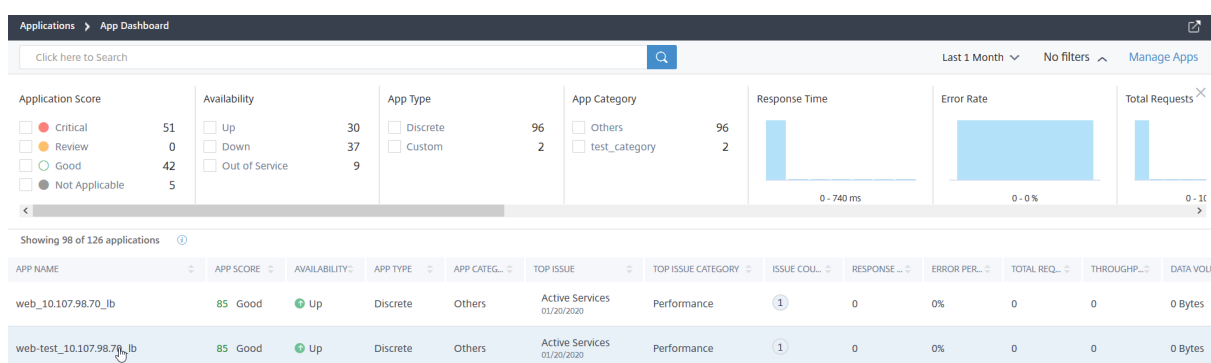 Applications > App Dashboard
Click here to Search
Last 1 Month
No filters
Manage Apps
Application Score
Critical 51
Review 0
Good 42
Not Applicable 5
Availability
Up 30
Down 37
Out of Service 9
App Type
Discrete 96
Custom 2
App Category
Others 96
test_category 2
Response Time
0 - 740 ms
Error Rate
0 - 0 %
Total Requests
0 - 10
Showing 98 of 126 applications
APP NAME APP SCORE AVAILABILITY APP TYPE APP CATEG... TOP ISSUE TOP ISSUE CATEGORY ISSUE COU... RESPONSE ... ERROR PER... TOTAL REQ... THROUGHP... DATA VOL
web_10.107.98.70_lb 85 Good Up Discrete Others Active Services Performance 1 0 0% 0 0 0 Bytes
01/20/2020
web-test_10.107.98.70_lb 85 Good Up Discrete Others Active Services Performance 1 0 0% 0 0 0 Bytes
01/20/2020